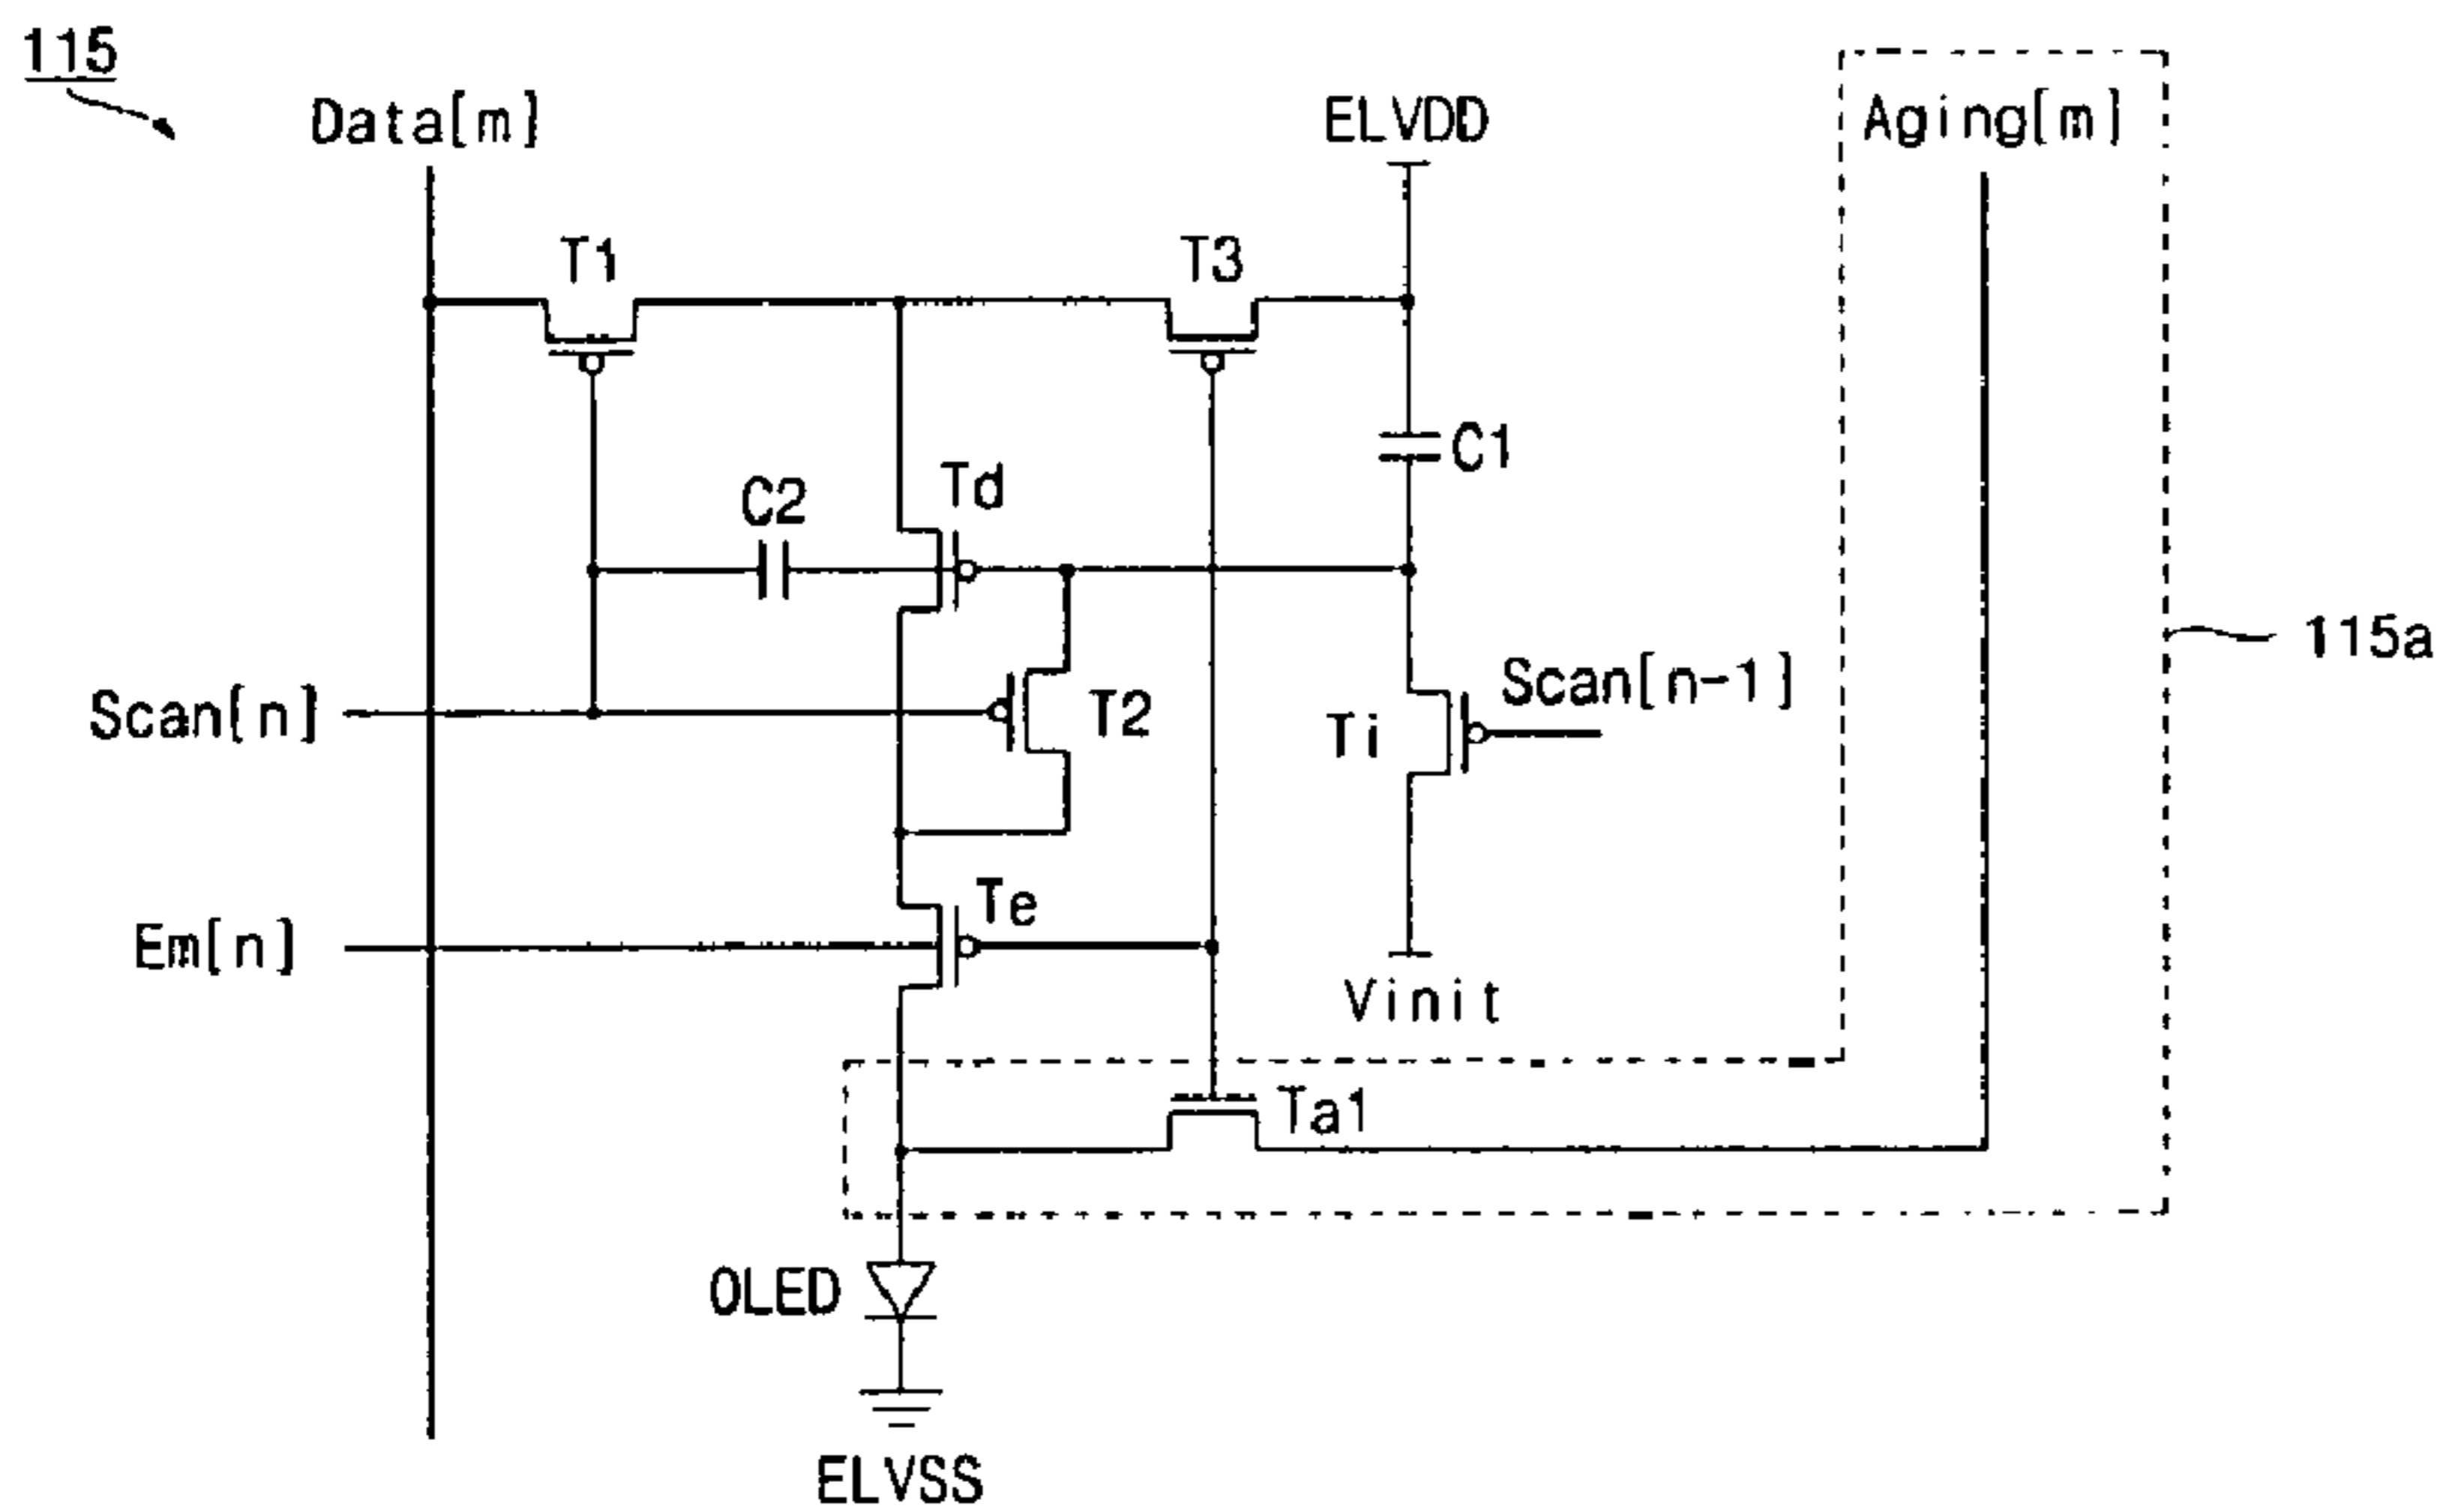 115
Data[m]
ELVDD
Aging[m]
T1
T3
C1
Td
C2
115a
Scan[n-1]
Scan[n]
T2
Ti
Te
Em[n]
Vinit
Ta1
OLED
ELVSS